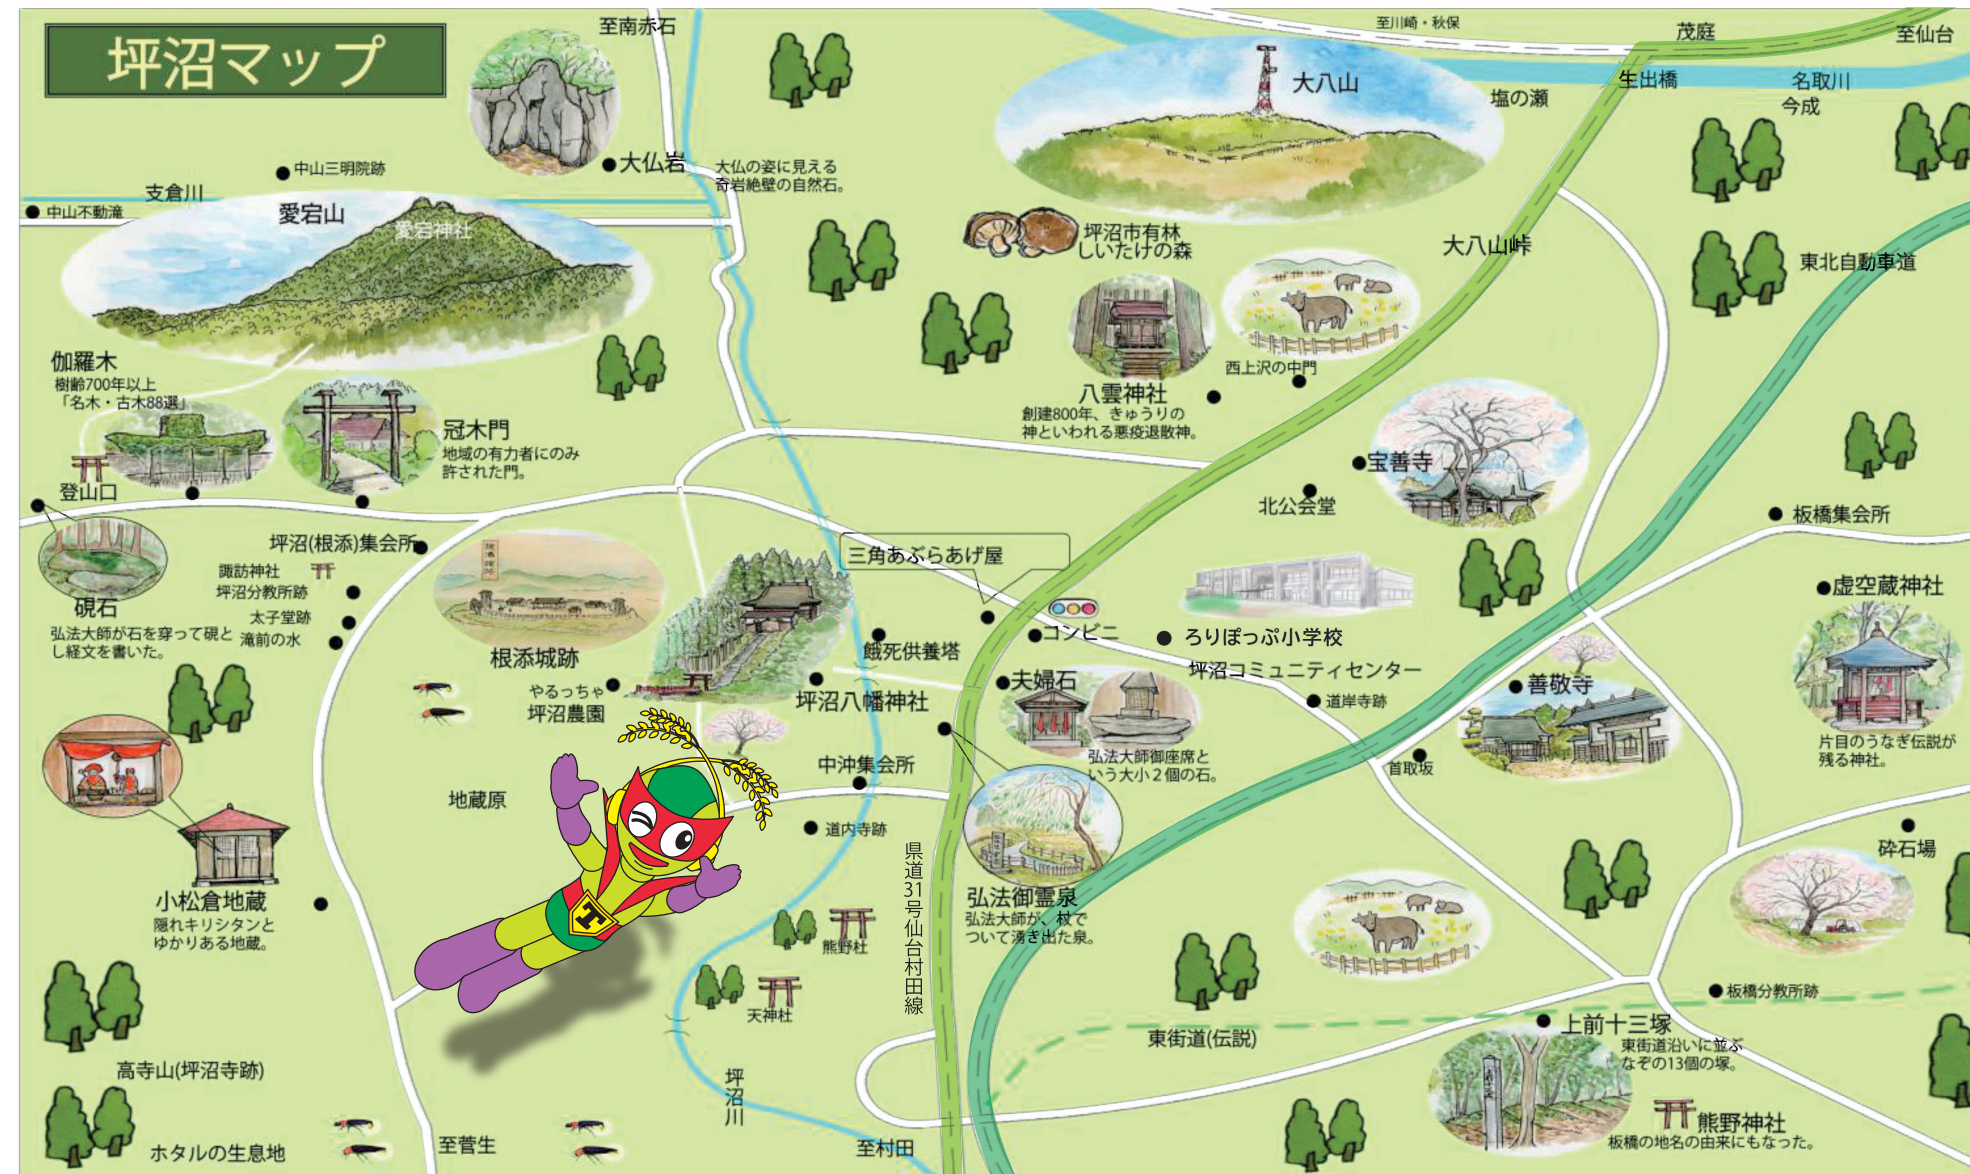 坪沼マップ
至南赤石
至川崎・秋保
茂庭
至仙台
生出橋
名取川
今成
塩の瀬
大八山
大仏岩
大仏の姿に見える
奇岩絶壁の自然石。
中山三明院跡
支倉川
中山不動滝
愛宕山
愛宕神社
坪沼市有林
しいたけの森
大八山峠
東北自動車道
伽羅木
樹齢700年以上
「名木・古木88選」
冠木門
地域の有力者にのみ
許された門。
八雲神社
創建800年、きゅうりの
神といわれる悪疫退散神。
西上沢の中門
宝善寺
北公会堂
登山口
板橋集会所
坪沼(根添)集会所
諏訪神社
坪沼分教所跡
太子堂跡
滝前の水
硯石
弘法大師が石を穿って硯と
し経文を書いた。
三角あぶらあげ屋
コンビニ
ろりぽっぷ小学校
坪沼コミュニティセンター
虚空蔵神社
片目のうなぎ伝説が
残る神社。
根添城跡
やるっちゃ
坪沼農園
餓死供養塔
坪沼八幡神社
夫婦石
弘法大師御座席と
いう大小2個の石。
道岸寺跡
善敬寺
首取坂
中沖集会所
地蔵原
道内寺跡
県道31号仙台村田線
弘法御霊泉
弘法大師が、杖で
ついて湧き出た泉。
砕石場
小松倉地蔵
隠れキリシタンと
ゆかりある地蔵。
熊野社
天神社
板橋分教所跡
上前十三塚
東街道沿いに並ぶ
なぞの13個の塚。
東街道(伝説)
高寺山(坪沼寺跡)
坪沼川
熊野神社
板橋の地名の由来にもなった。
ホタルの生息地
至菅生
至村田